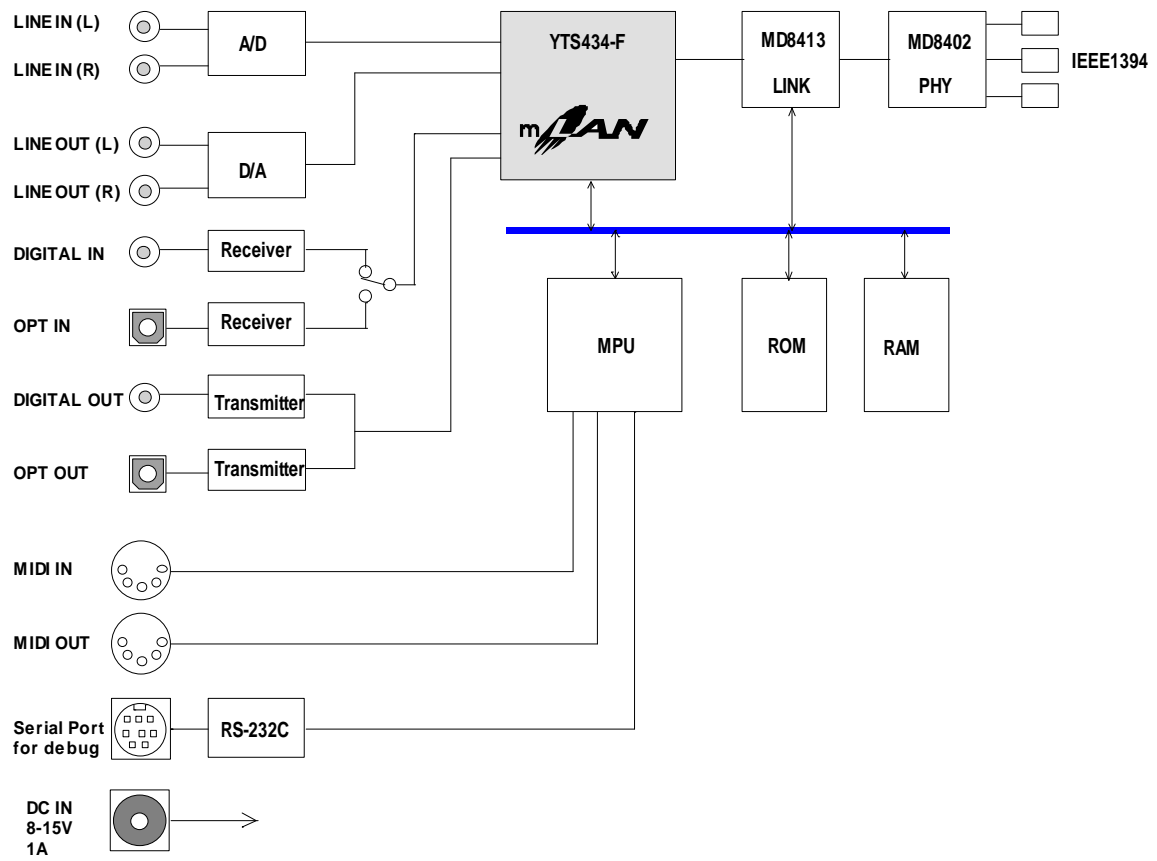 LINE IN (L)
LINE IN (R)
A/D
YTS434-F
mLAN
MD8413
LINK
MD8402
PHY
IEEE1394
LINE OUT (L)
LINE OUT (R)
D/A
DIGITAL IN
Receiver
OPT IN
Receiver
MPU
ROM
RAM
DIGITAL OUT
Transmitter
OPT OUT
Transmitter
MIDI IN
MIDI OUT
Serial Port
for debug
RS-232C
DC IN
8-15V
1A